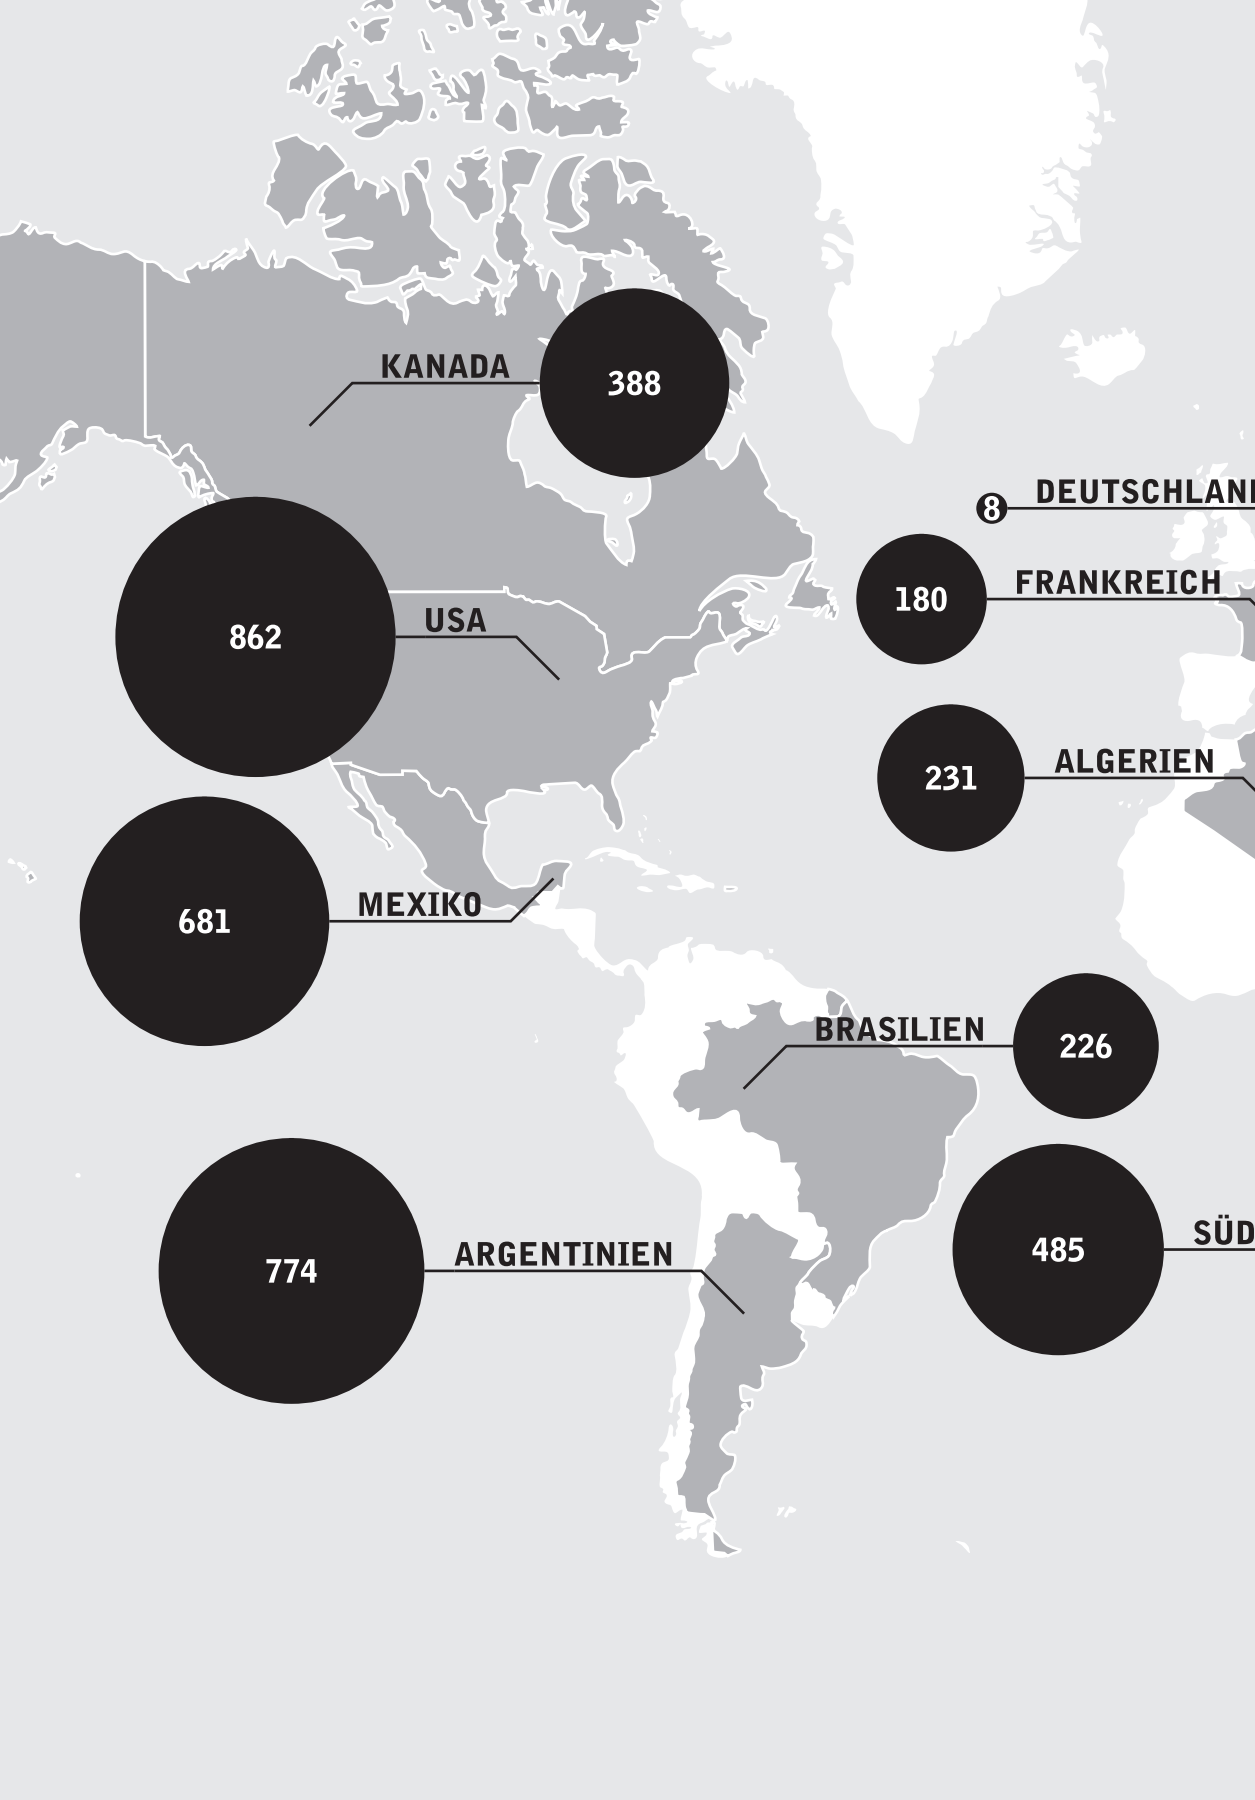 KANADA
388
8
DEUTSCHLAN
180
FRANKREICH
862
USA
231
ALGERIEN
681
MEXIKO
BRASILIEN
226
SÜD
485
774
ARGENTINIEN